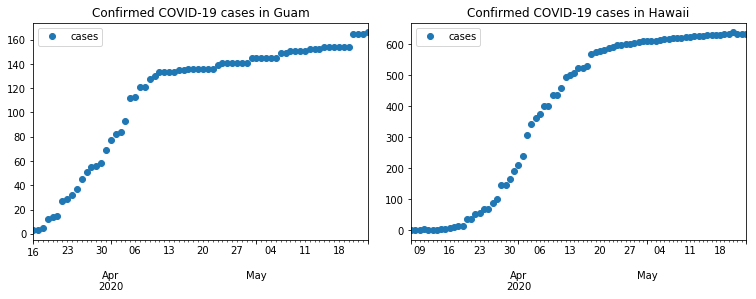 Confirmed COVID-19 cases in Guam
cases
160
140
120
100
80
60
40
20
0
16 23 30 06 13 20 27 04 11 18
Apr May
2020
Confirmed COVID-19 cases in Hawaii
cases
600
500
400
300
200
100
0
09 16 23 30 06 13 20 27 04 11 18
Apr May
2020